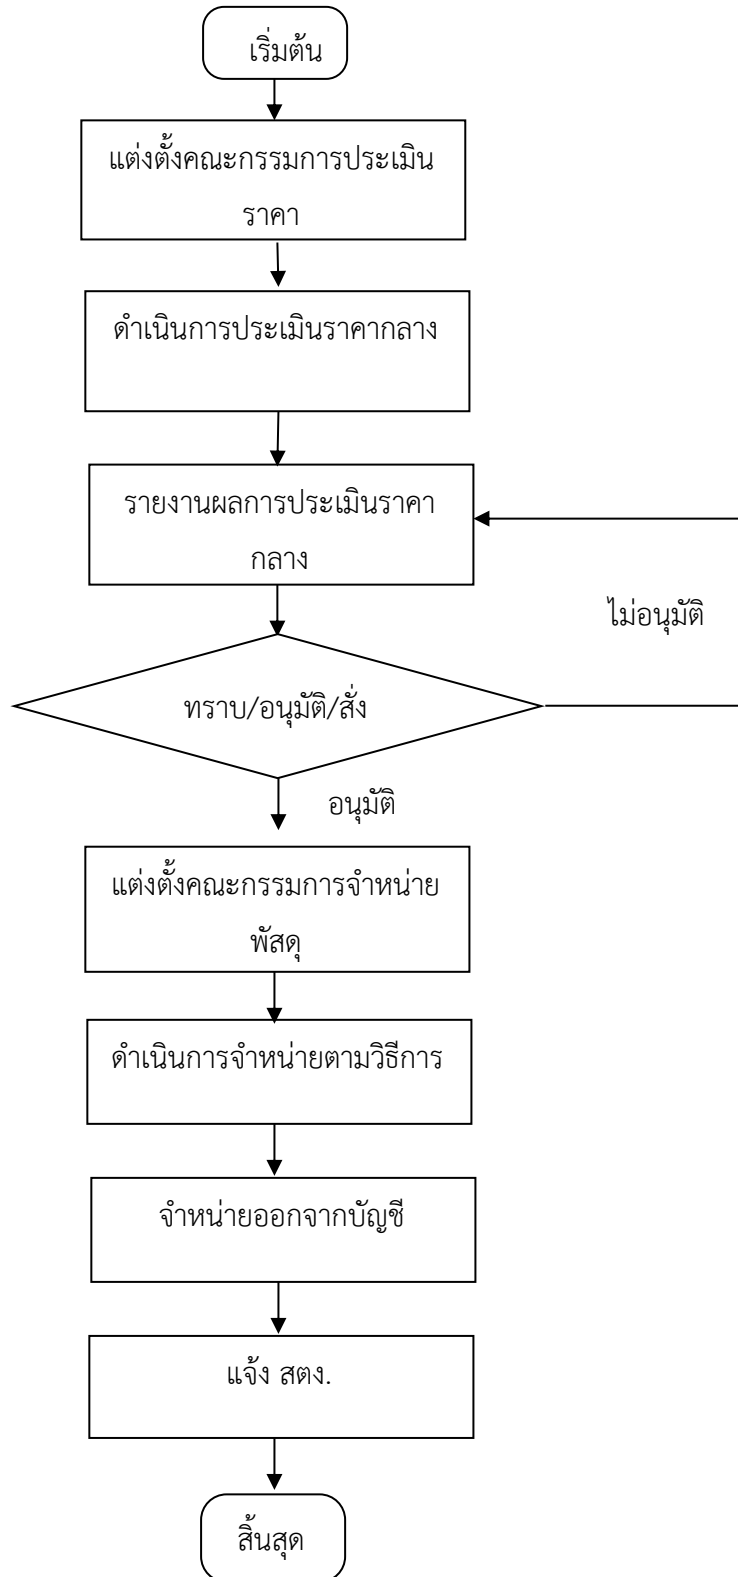 เริ่มต้น
แต่งตั้งคณะกรรมการประเมิน
ราคา
ดำเนินการประเมินราคากลาง
รายงานผลการประเมินราคา
กลาง
ไม่อนุมัติ
ทราบ/อนุมัติ/สั่ง
อนุมัติ
แต่งตั้งคณะกรรมการจำหน่าย
พัสดุ
ดำเนินการจำหน่ายตามวิธีการ
จำหน่ายออกจากบัญชี
แจ้ง สตง.
สิ้นสุด